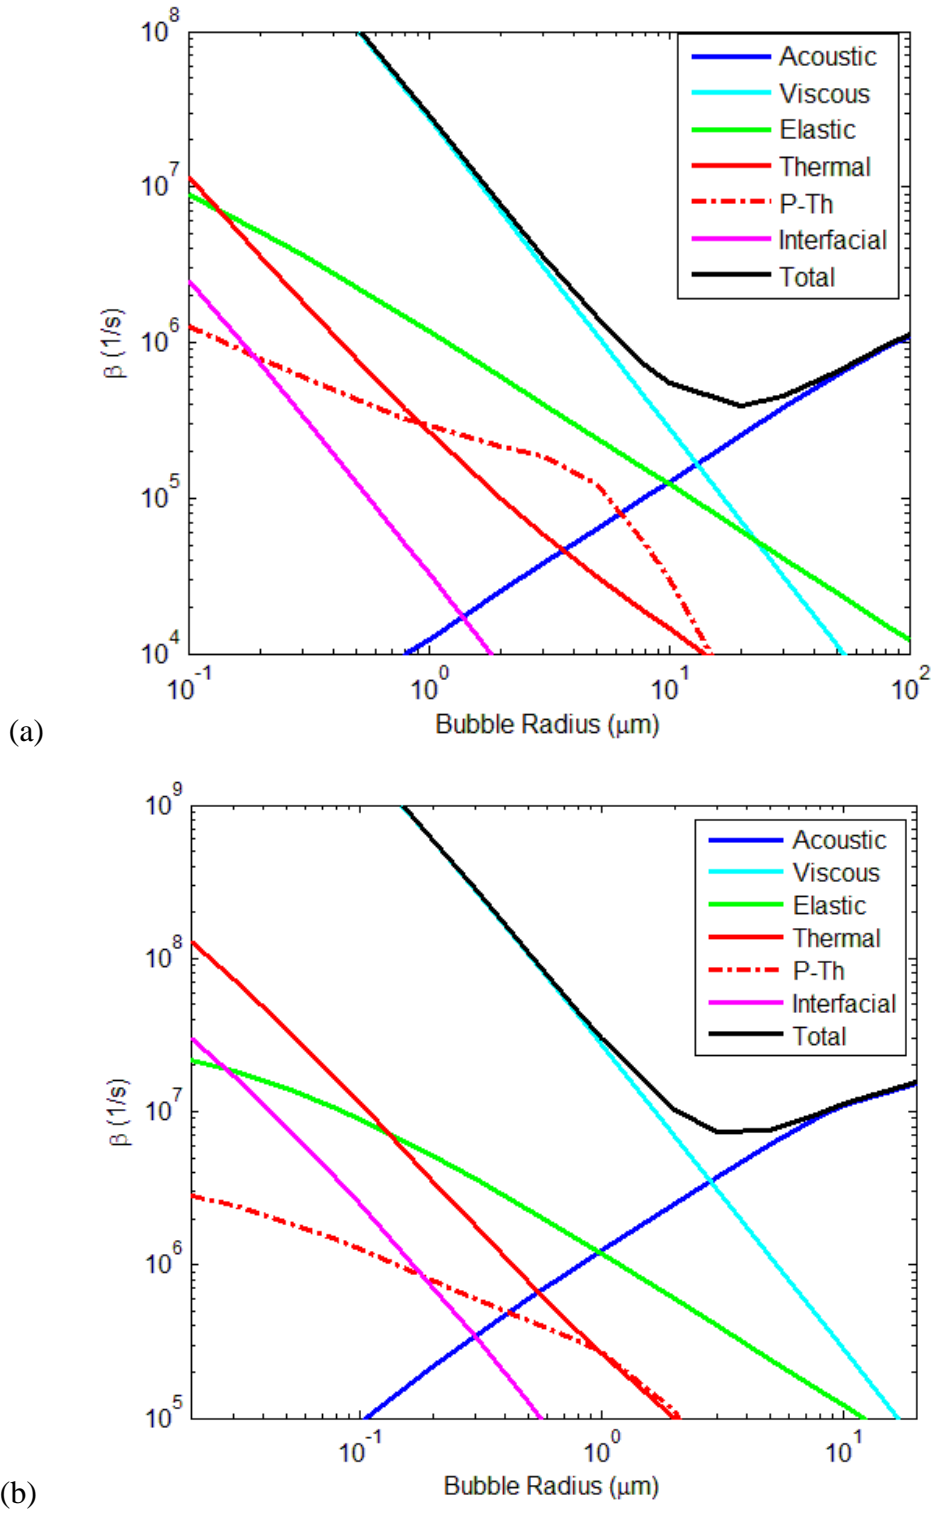 10^8
10^7
10^6
10^5
10^4
β (1/s)
Acoustic
Viscous
Elastic
Thermal
P-Th
Interfacial
Total
10^-1 10^0 10^1 10^2
Bubble Radius (μm)
(a)
10^9
10^8
10^7
10^6
10^5
β (1/s)
Acoustic
Viscous
Elastic
Thermal
P-Th
Interfacial
Total
10^-1 10^0 10^1
Bubble Radius (μm)
(b)